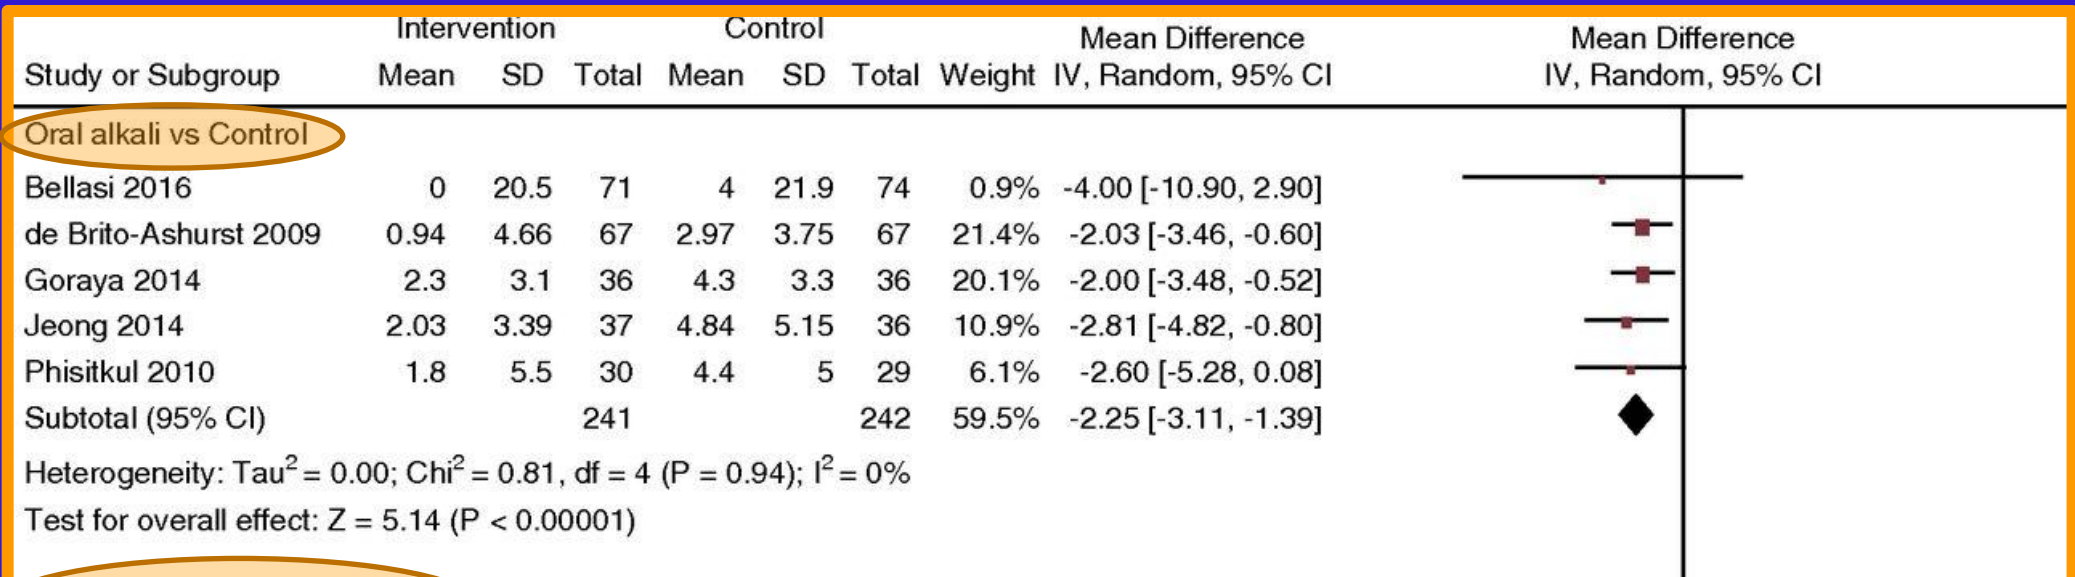 Intervention Control Mean Difference Mean Difference
Study or Subgroup Mean SD Total Mean SD Total Weight IV, Random, 95% CI IV, Random, 95% CI
Oral alkali vs Control
Bellasi 2016 0 20.5 71 4 21.9 74 0.9% -4.00 [-10.90, 2.90]
de Brito-Ashurst 2009 0.94 4.66 67 2.97 3.75 67 21.4% -2.03 [-3.46, -0.60]
Goraya 2014 2.3 3.1 36 4.3 3.3 36 20.1% -2.00 [-3.48, -0.52]
Jeong 2014 2.03 3.39 37 4.84 5.15 36 10.9% -2.81 [-4.82, -0.80]
Phisitkul 2010 1.8 5.5 30 4.4 5 29 6.1% -2.60 [-5.28, 0.08]
Subtotal (95% CI) 241 242 59.5% -2.25 [-3.11, -1.39]
Heterogeneity: Tau² = 0.00; Chi² = 0.81, df = 4 (P = 0.94); I² = 0%
Test for overall effect: Z = 5.14 (P < 0.00001)